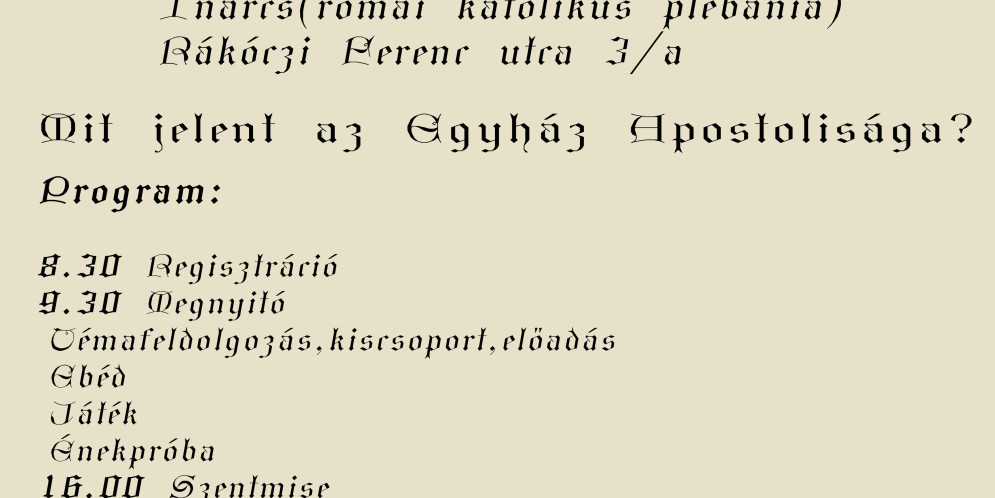 Inárcs(római katolikus plébánia)
Rákóczi Ferenc utca 3/a
Mit jelent az Egyház Apostolisága?
Program:
8.30 Regisztráció
9.30 Megnyitó
Témafeldolgozás,kiscsoport,előadás
Ebéd
Játék
Énekpróba
16.00 Szentmise